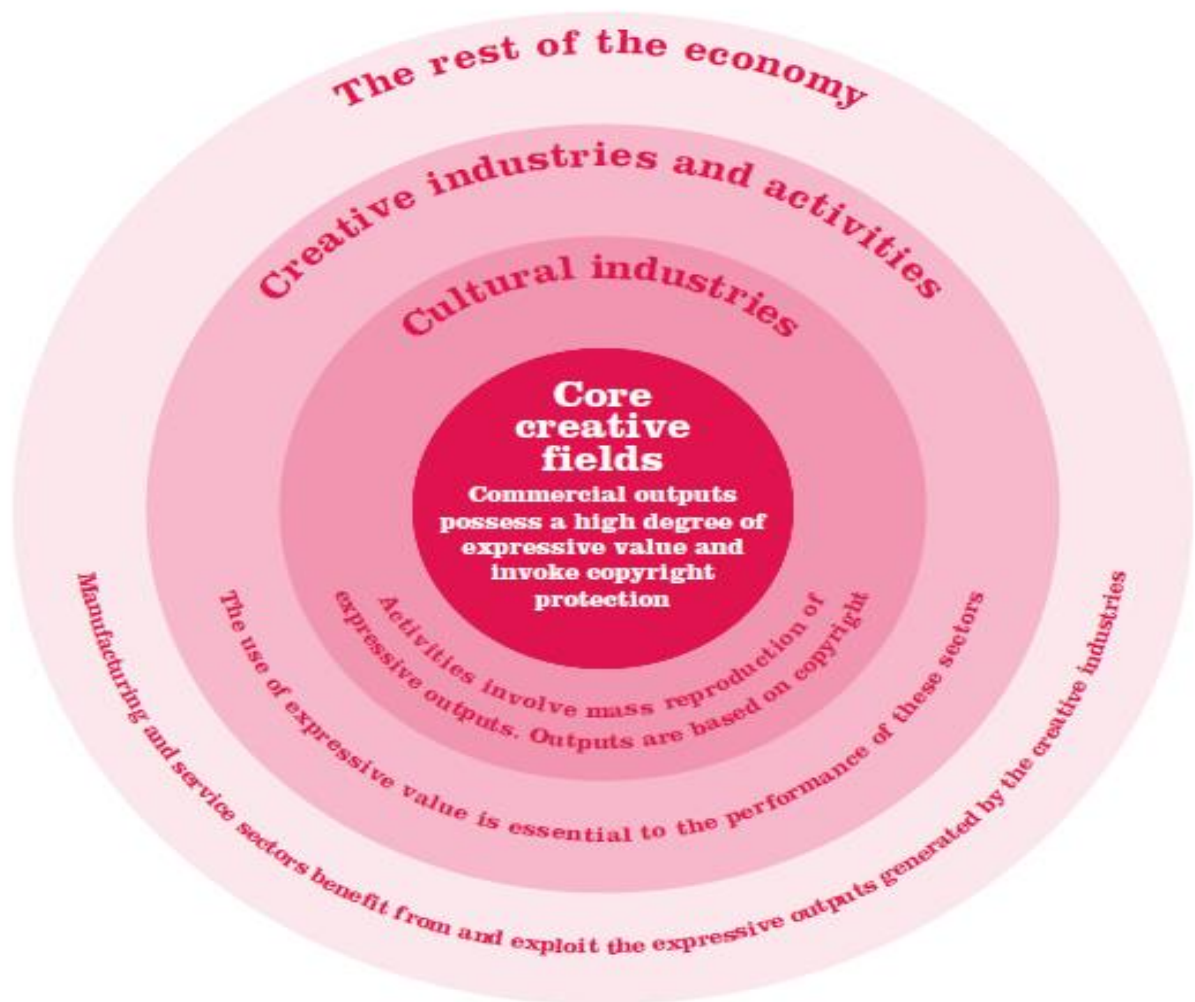 The rest of the economy
Creative industries and activities
Cultural industries
Core
creative
fields
Commercial outputs
possess a high degree of
expressive value and
invoke copyright
protection
Activities involve mass reproduction of
expressive outputs. Outputs are based on copyright
The use of expressive value is essential to the performance of these sectors
Manufacturing and service sectors benefit from and exploit the expressive outputs generated by the creative industries